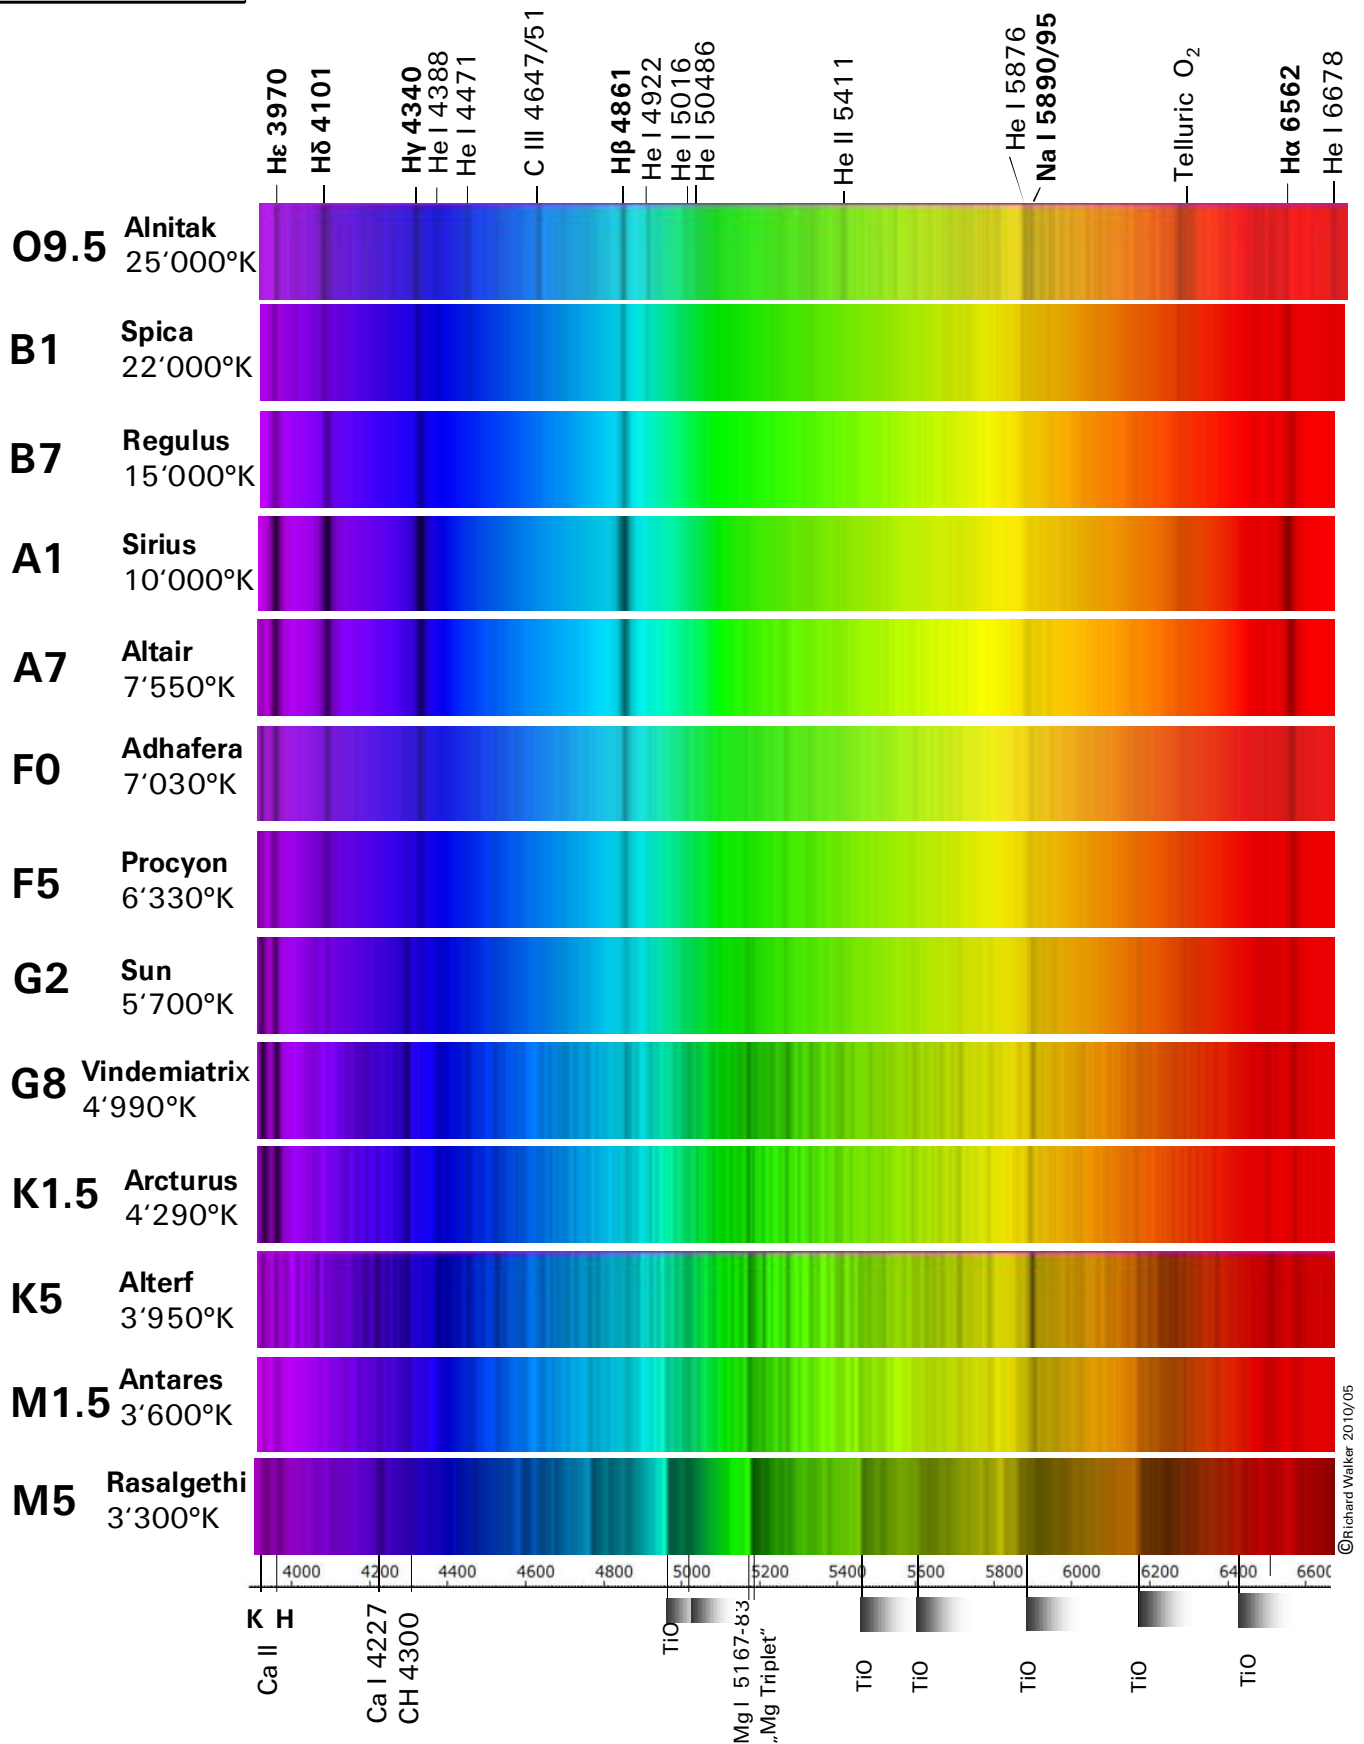 Hε 3970
Hδ 4101
Hγ 4340
He I 4388
He I 4471
C III 4647/51
Hβ 4861
He I 4922
He I 5016
He I 50486
He II 5411
He I 5876
Na I 5890/95
Telluric O₂
Hα 6562
He I 6678
O9.5 Alnitak
25‘000°K
B1 Spica
22‘000°K
B7 Regulus
15‘000°K
A1 Sirius
10‘000°K
A7 Altair
7‘550°K
F0 Adhafera
7‘030°K
F5 Procyon
6‘330°K
G2 Sun
5‘700°K
G8 Vindemiatrix
4‘990°K
K1.5 Arcturus
4‘290°K
K5 Alterf
3‘950°K
M1.5 Antares
3‘600°K
M5 Rasalgethi
3‘300°K
©Richard Walker 2010/05
4000 4200 4400 4600 4800 5000 5200 5400 5600 5800 6000 6200 6400 6600
K H
Ca II
Ca I 4227
CH 4300
TiO
Mg I 5167-83
„Mg Triplet“
TiO
TiO
TiO
TiO
TiO